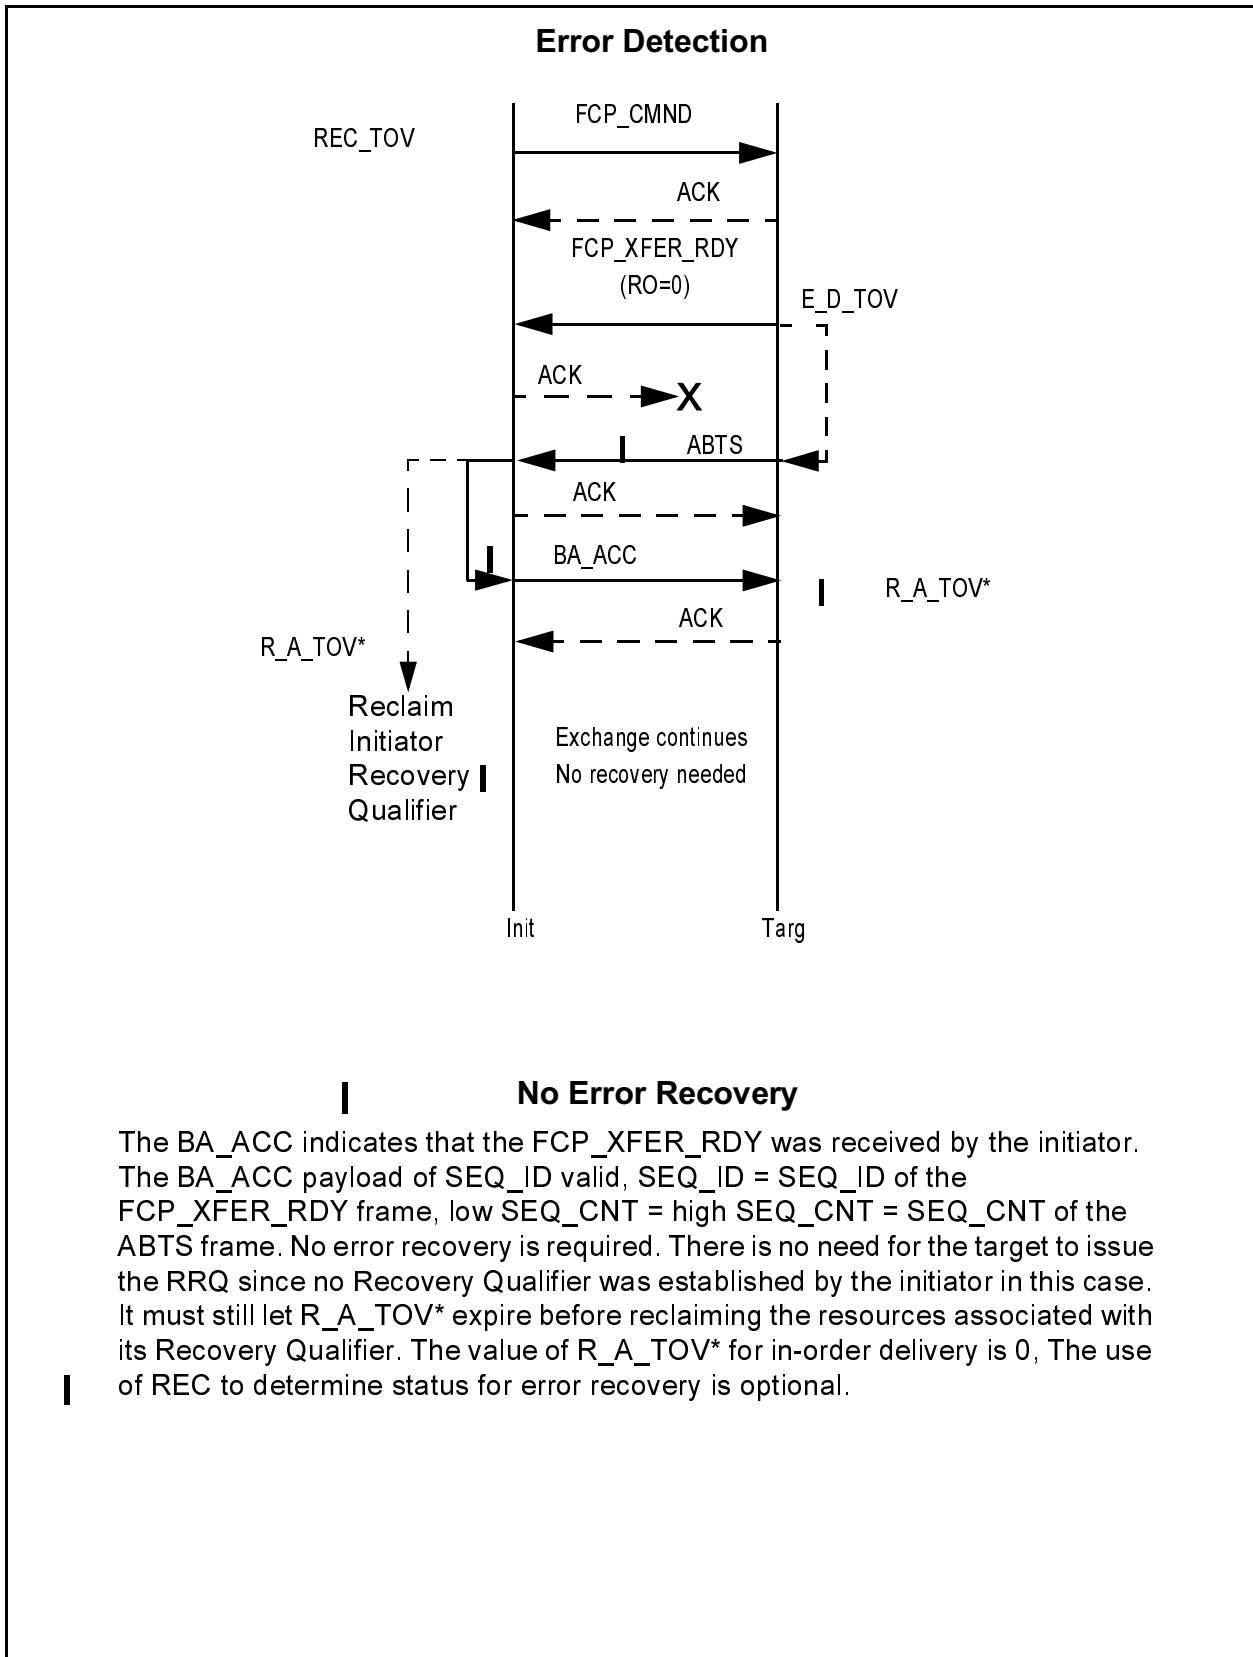 Error Detection
FCP_CMND
REC_TOV
ACK
FCP_XFER_RDY
(RO=0)
E_D_TOV
ACK
X
ABTS
ACK
BA_ACC
R_A_TOV*
ACK
R_A_TOV*
Reclaim
Initiator
Recovery
Qualifier
Exchange continues
No recovery needed
Init
Targ
No Error Recovery
The BA_ACC indicates that the FCP_XFER_RDY was received by the initiator.
The BA_ACC payload of SEQ_ID valid, SEQ_ID = SEQ_ID of the
FCP_XFER_RDY frame, low SEQ_CNT = high SEQ_CNT = SEQ_CNT of the
ABTS frame. No error recovery is required. There is no need for the target to issue
the RRQ since no Recovery Qualifier was established by the initiator in this case.
It must still let R_A_TOV* expire before reclaiming the resources associated with
its Recovery Qualifier. The value of R_A_TOV* for in-order delivery is 0, The use
of REC to determine status for error recovery is optional.